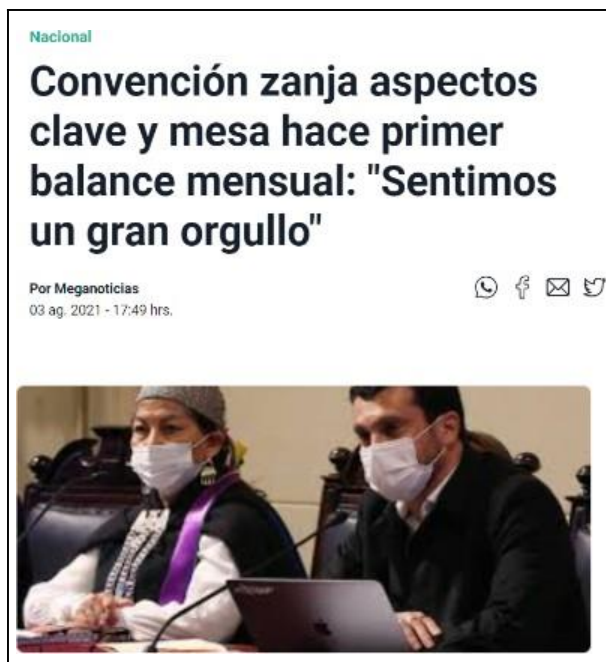 Nacional
Convención zanja aspectos
clave y mesa hace primer
balance mensual: "Sentimos
un gran orgullo"
Por Meganoticias
03 ag. 2021 - 17:49 hrs.